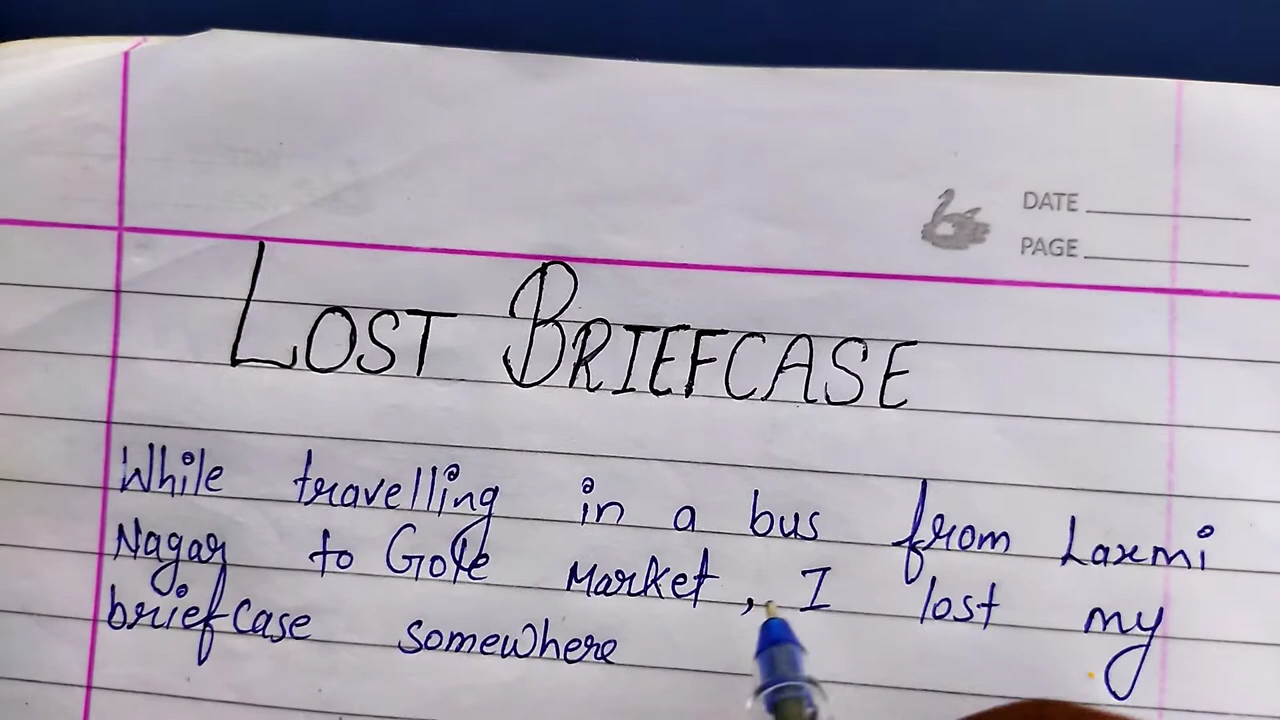 DATE
PAGE
LOST BRIEFCASE
While travelling in a bus from Laxmi
Nagar to Gole Market, I lost my
briefcase somewhere